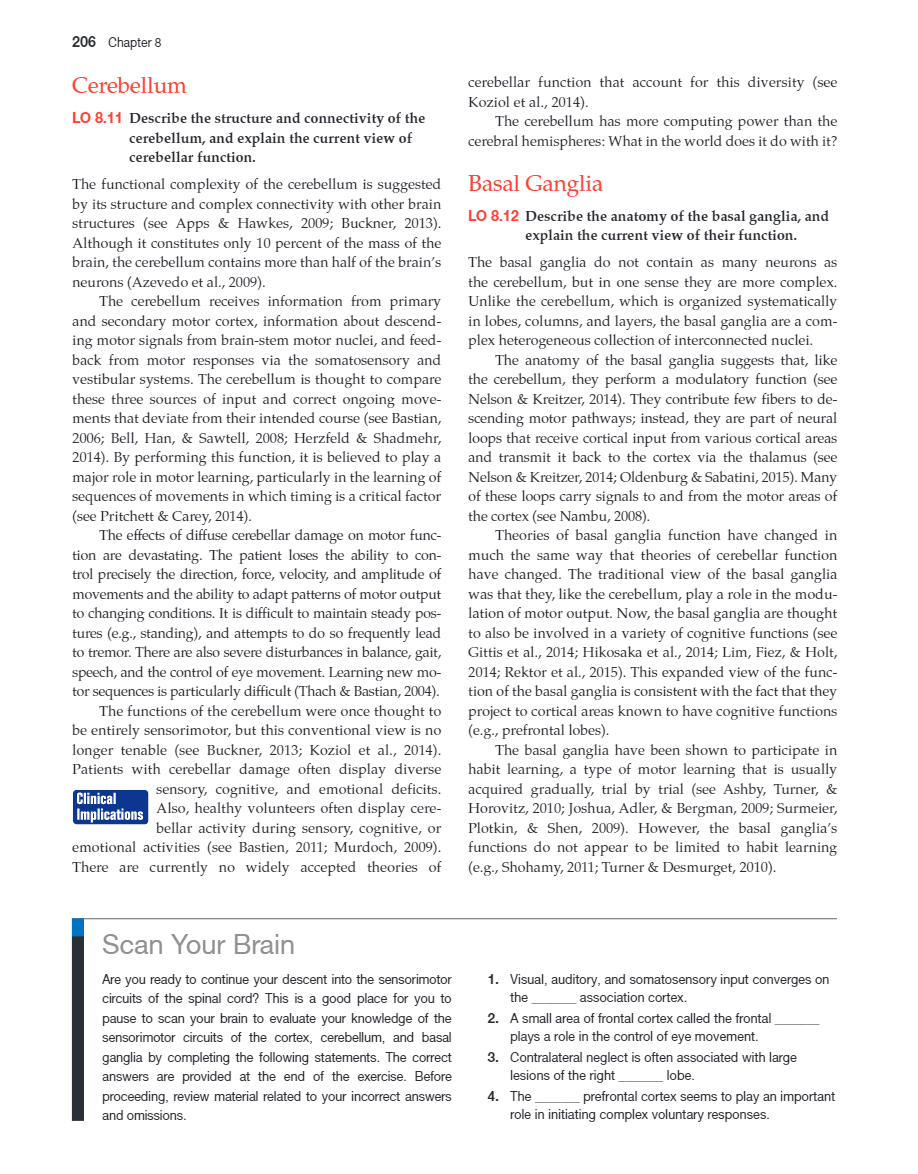 206 Chapter 8
Cerebellum
LO 8.11 Describe the structure and connectivity of the
cerebellum, and explain the current view of
cerebellar function.
The functional complexity of the cerebellum is suggested
by its structure and complex connectivity with other brain
structures (see Apps & Hawkes, 2009; Buckner, 2013).
Although it constitutes only 10 percent of the mass of the
brain, the cerebellum contains more than half of the brain's
neurons (Azevedo et al., 2009).
The cerebellum receives information from primary
and secondary motor cortex, information about descend-
ing motor signals from brain-stem motor nuclei, and feed-
back from motor responses via the somatosensory and
vestibular systems. The cerebellum is thought to compare
these three sources of input and correct ongoing move-
ments that deviate from their intended course (see Bastian,
2006; Bell, Han, & Sawtell, 2008; Herzfeld & Shadmehr,
2014). By performing this function, it is believed to play a
major role in motor learning, particularly in the learning of
sequences of movements in which timing is a critical factor
(see Pritchett & Carey, 2014).
The effects of diffuse cerebellar damage on motor func-
tion are devastating. The patient loses the ability to con-
trol precisely the direction, force, velocity, and amplitude of
movements and the ability to adapt patterns of motor output
to changing conditions. It is difficult to maintain steady pos-
tures (e.g., standing), and attempts to do so frequently lead
to tremor. There are also severe disturbances in balance, gait,
speech, and the control of eye movement. Learning new mo-
tor sequences is particularly difficult (Thach & Bastian, 2004).
The functions of the cerebellum were once thought to
be entirely sensorimotor, but this conventional view is no
longer tenable (see Buckner, 2013; Koziol et al., 2014).
Patients with cerebellar damage often display diverse
Clinical
Implications
sensory, cognitive, and emotional deficits.
Also, healthy volunteers often display cere-
bellar activity during sensory, cognitive, or
emotional activities (see Bastien, 2011; Murdoch, 2009).
There are currently no widely accepted theories of
cerebellar function that account for this diversity (see
Koziol et al., 2014).
The cerebellum has more computing power than the
cerebral hemispheres: What in the world does it do with it?
Basal Ganglia
LO 8.12 Describe the anatomy of the basal ganglia, and
explain the current view of their function.
The basal ganglia do not contain as many neurons as
the cerebellum, but in one sense they are more complex.
Unlike the cerebellum, which is organized systematically
in lobes, columns, and layers, the basal ganglia are a com-
plex heterogeneous collection of interconnected nuclei.
The anatomy of the basal ganglia suggests that, like
the cerebellum, they perform a modulatory function (see
Nelson & Kreitzer, 2014). They contribute few fibers to de-
scending motor pathways; instead, they are part of neural
loops that receive cortical input from various cortical areas
and transmit it back to the cortex via the thalamus (see
Nelson & Kreitzer, 2014; Oldenburg & Sabatini, 2015). Many
of these loops carry signals to and from the motor areas of
the cortex (see Nambu, 2008).
Theories of basal ganglia function have changed in
much the same way that theories of cerebellar function
have changed. The traditional view of the basal ganglia
was that they, like the cerebellum, play a role in the modu-
lation of motor output. Now, the basal ganglia are thought
to also be involved in a variety of cognitive functions (see
Gittis et al., 2014; Hikosaka et al., 2014; Lim, Fiez, & Holt,
2014; Rektor et al., 2015). This expanded view of the func-
tion of the basal ganglia is consistent with the fact that they
project to cortical areas known to have cognitive functions
(e.g., prefrontal lobes).
The basal ganglia have been shown to participate in
habit learning, a type of motor learning that is usually
acquired gradually, trial by trial (see Ashby, Turner, &
Horovitz, 2010; Joshua, Adler, & Bergman, 2009; Surmeier,
Plotkin, & Shen, 2009). However, the basal ganglia's
functions do not appear to be limited to habit learning
(e.g., Shohamy, 2011; Turner & Desmurget, 2010).
Scan Your Brain
Are you ready to continue your descent into the sensorimotor
circuits of the spinal cord? This is a good place for you to
pause to scan your brain to evaluate your knowledge of the
sensorimotor circuits of the cortex, cerebellum, and basal
ganglia by completing the following statements. The correct
answers are provided at the end of the exercise. Before
proceeding, review material related to your incorrect answers
and omissions.
1. Visual, auditory, and somatosensory input converges on
the ______ association cortex.
2. A small area of frontal cortex called the frontal ______
plays a role in the control of eye movement.
3. Contralateral neglect is often associated with large
lesions of the right ______ lobe.
4. The ______ prefrontal cortex seems to play an important
role in initiating complex voluntary responses.